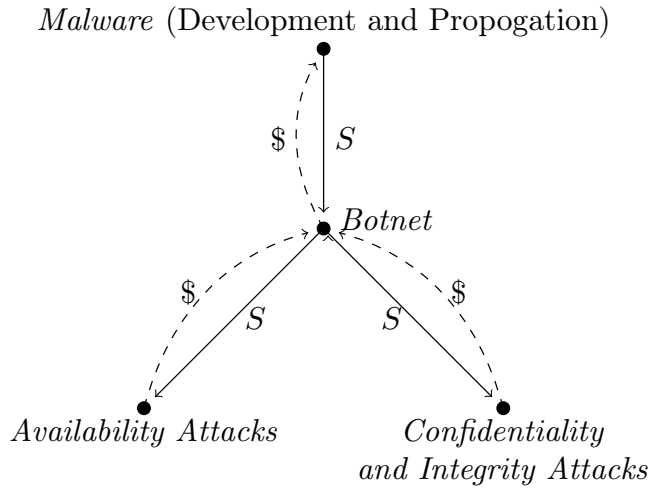 Malware (Development and Propogation)
$ S
Botnet
$ $
S S
Availability Attacks
Confidentiality
and Integrity Attacks